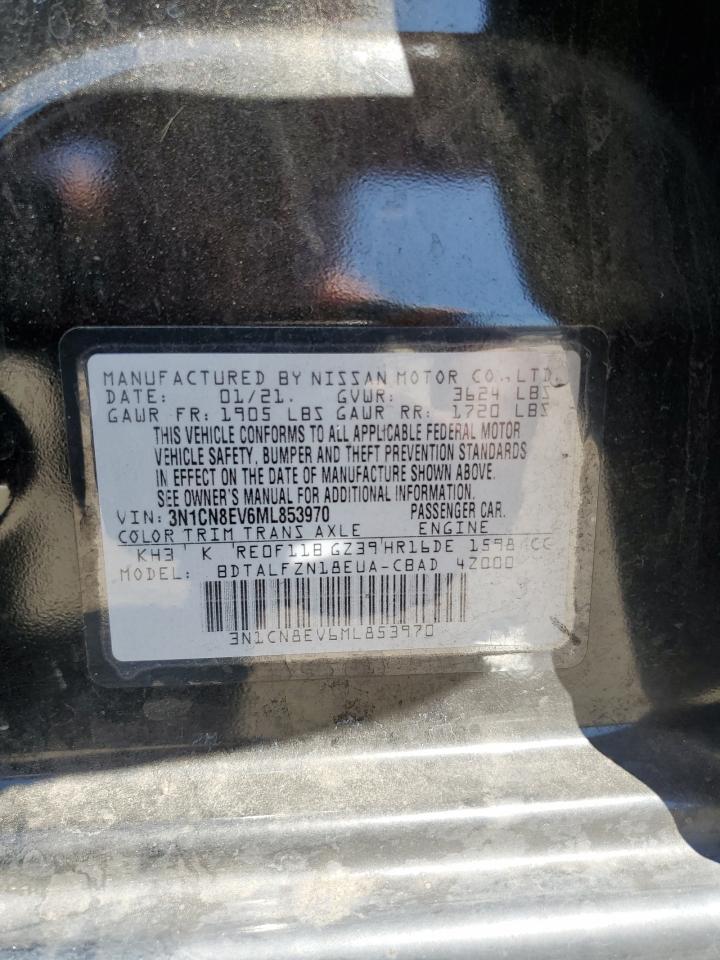 MANUFACTURED BY NISSAN MOTOR CO., LTD.
DATE: 01/21. GVWR: 3624 LBS
GAWR FR: 1905 LBS GAWR RR: 1720 LBS
THIS VEHICLE CONFORMS TO ALL APPLICABLE FEDERAL MOTOR
VEHICLE SAFETY, BUMPER AND THEFT PREVENTION STANDARDS
IN EFFECT ON THE DATE OF MANUFACTURE SHOWN ABOVE.
SEE OWNER'S MANUAL FOR ADDITIONAL INFORMATION.
VIN: 3N1CN8EV6ML853970 PASSENGER CAR.
COLOR TRIM TRANS AXLE ENGINE
KH3 K RE0F11B GZ39 HR16DE 1598 CC
MODEL: BDTALFZN18EUA-CBAD 4Z000
3N1CN8EV6ML853970